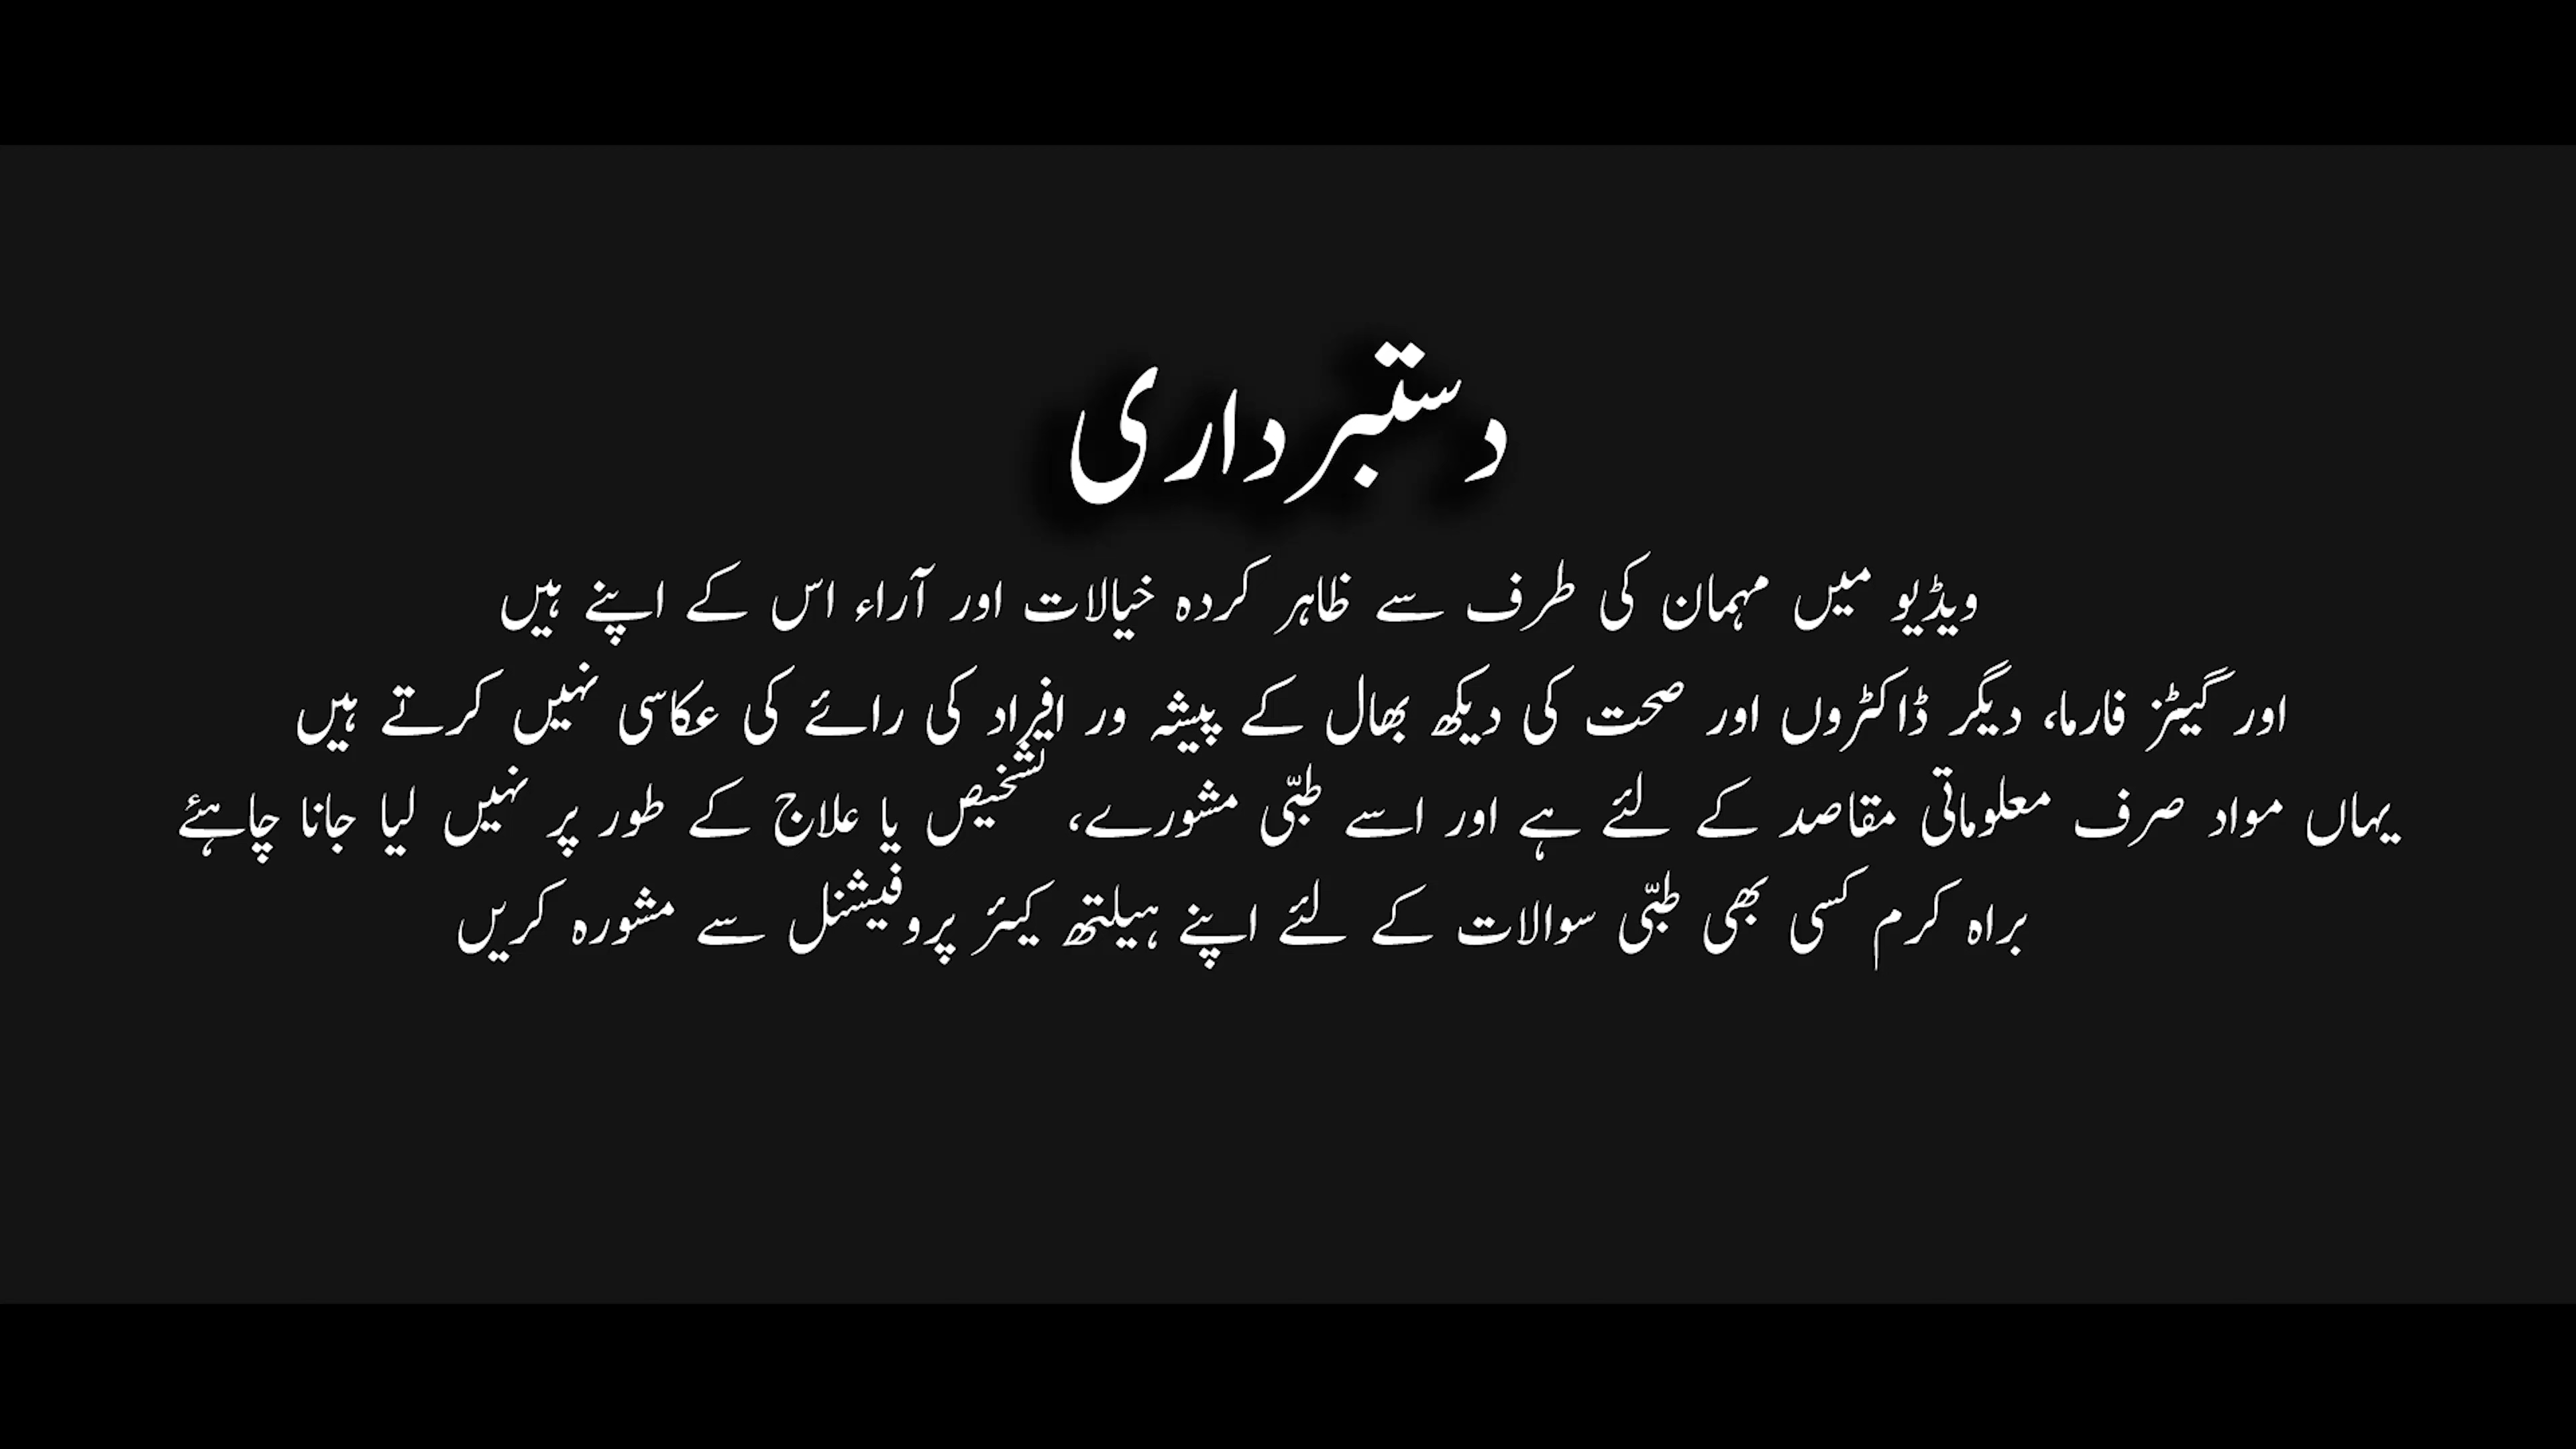 دستبرداری
ویڈیو میں مہمان کی طرف سے ظاہر کردہ خیالات اور آراء اس کے اپنے ہیں
اور گیٹز فارما، دیگر ڈاکٹروں اور صحت کی دیکھ بھال کے پیشہ ور افراد کی رائے کی عکاسی نہیں کرتے ہیں
یہاں مواد صرف معلوماتی مقاصد کے لئے ہے اور اسے طبّی مشورے، تشخیص یا علاج کے طور پر نہیں لیا جانا چاہئے
براہ کرم کسی بھی طبّی سوالات کے لئے اپنے ہیلتھ کیئر پروفیشنل سے مشورہ کریں